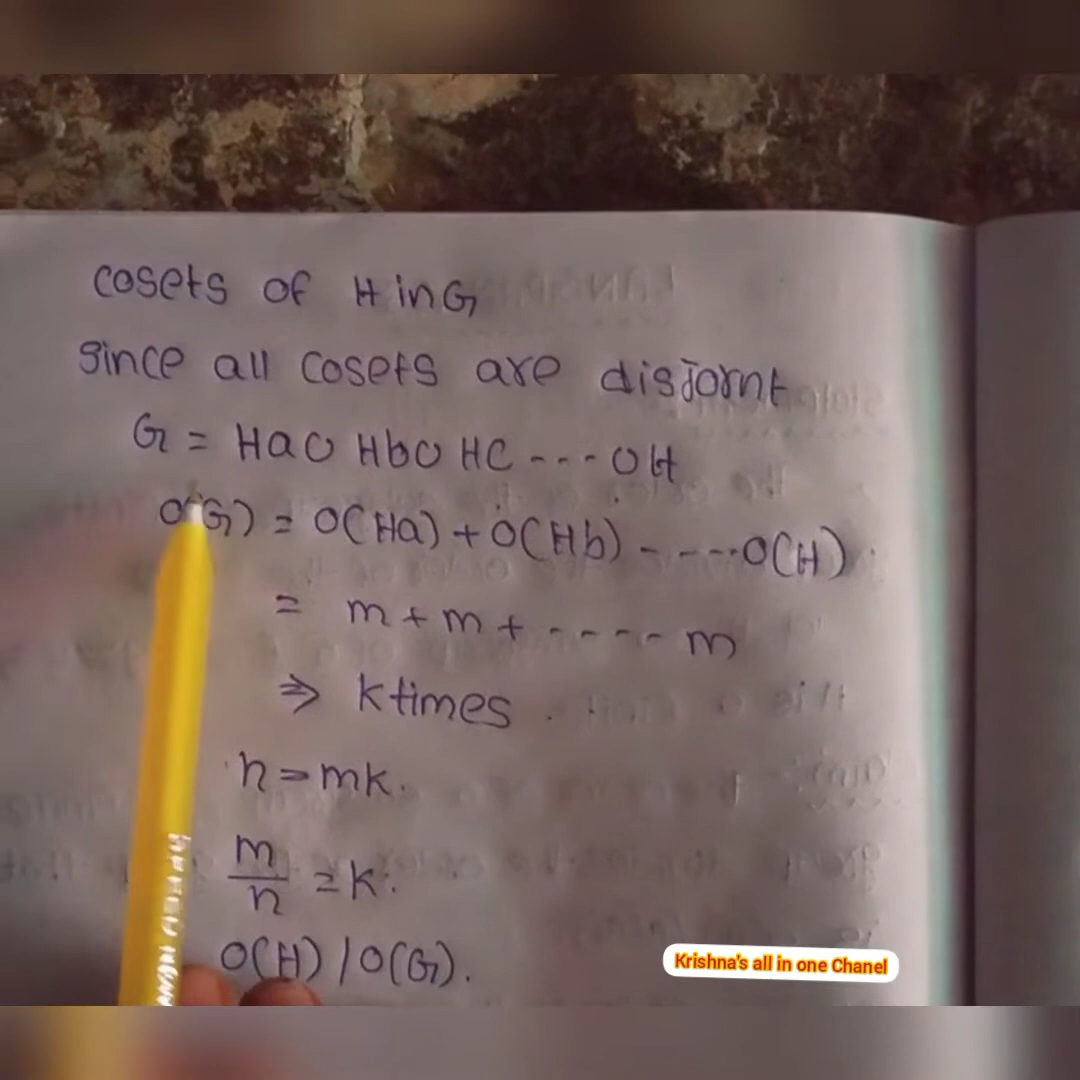 cosets of H in G
since all cosets are disjoint
G = Ha ∪ Hb ∪ HC ---- ∪ H
O(G) = O(Ha) + O(Hb) - ---- O(H)
= m + m + ----- m
⇒ k times .
n = mk.
m/n = k.
O(H) / O(G).
Krishna's all in one Chanel